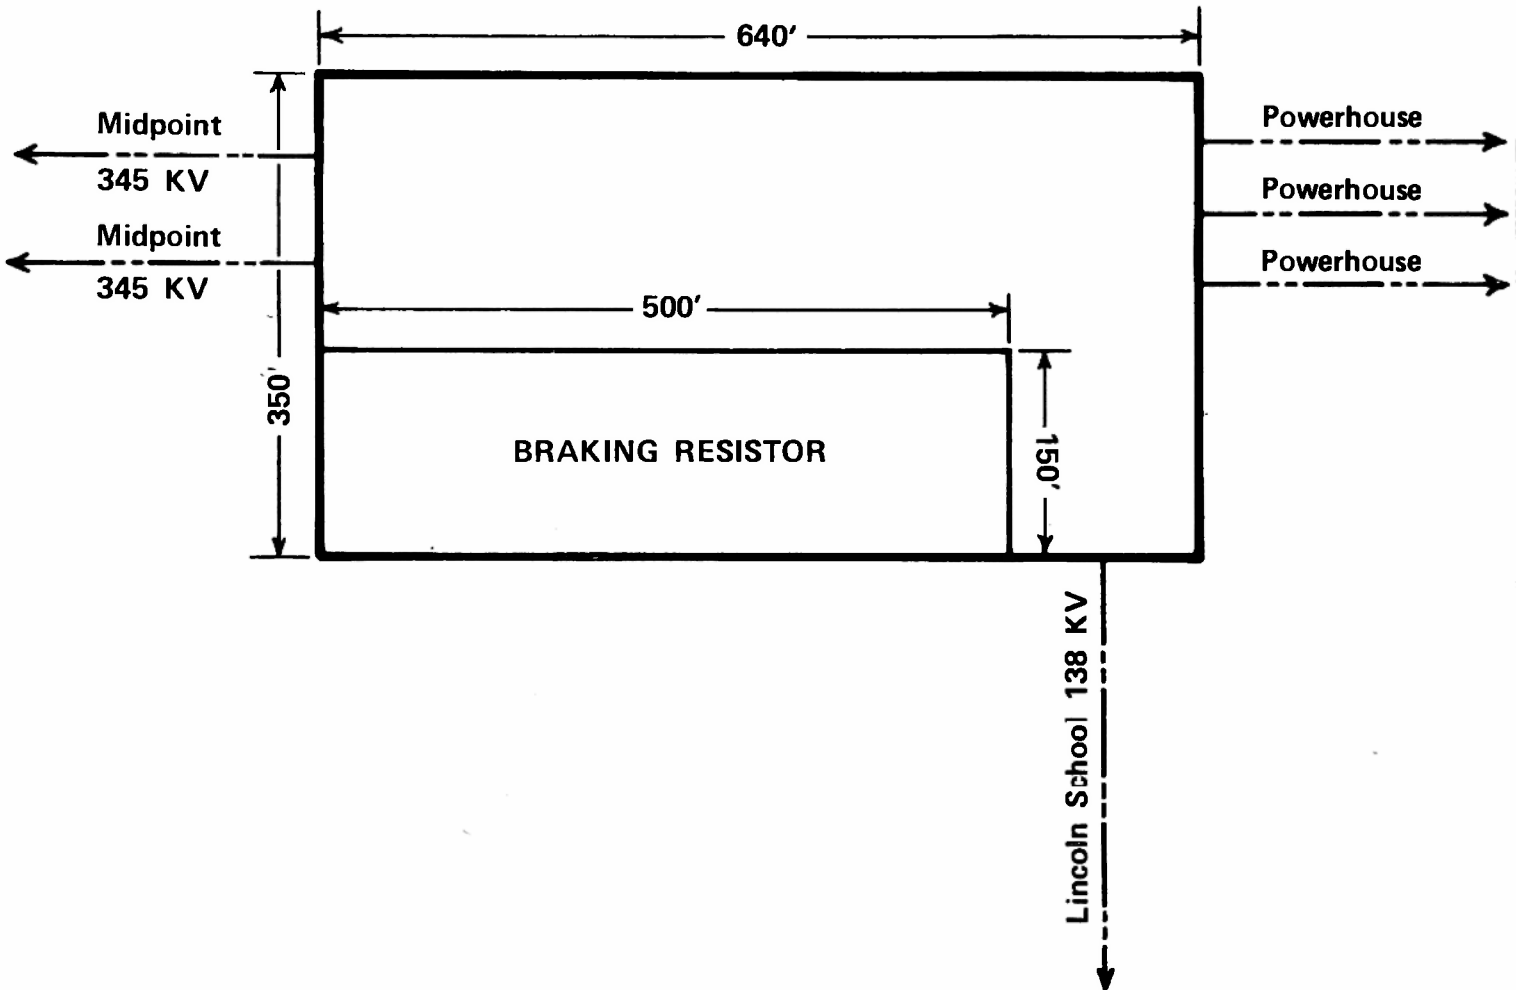 640'
Midpoint
345 KV
Midpoint
345 KV
Powerhouse
Powerhouse
Powerhouse
500'
350'
BRAKING RESISTOR
150'
Lincoln School 138 KV